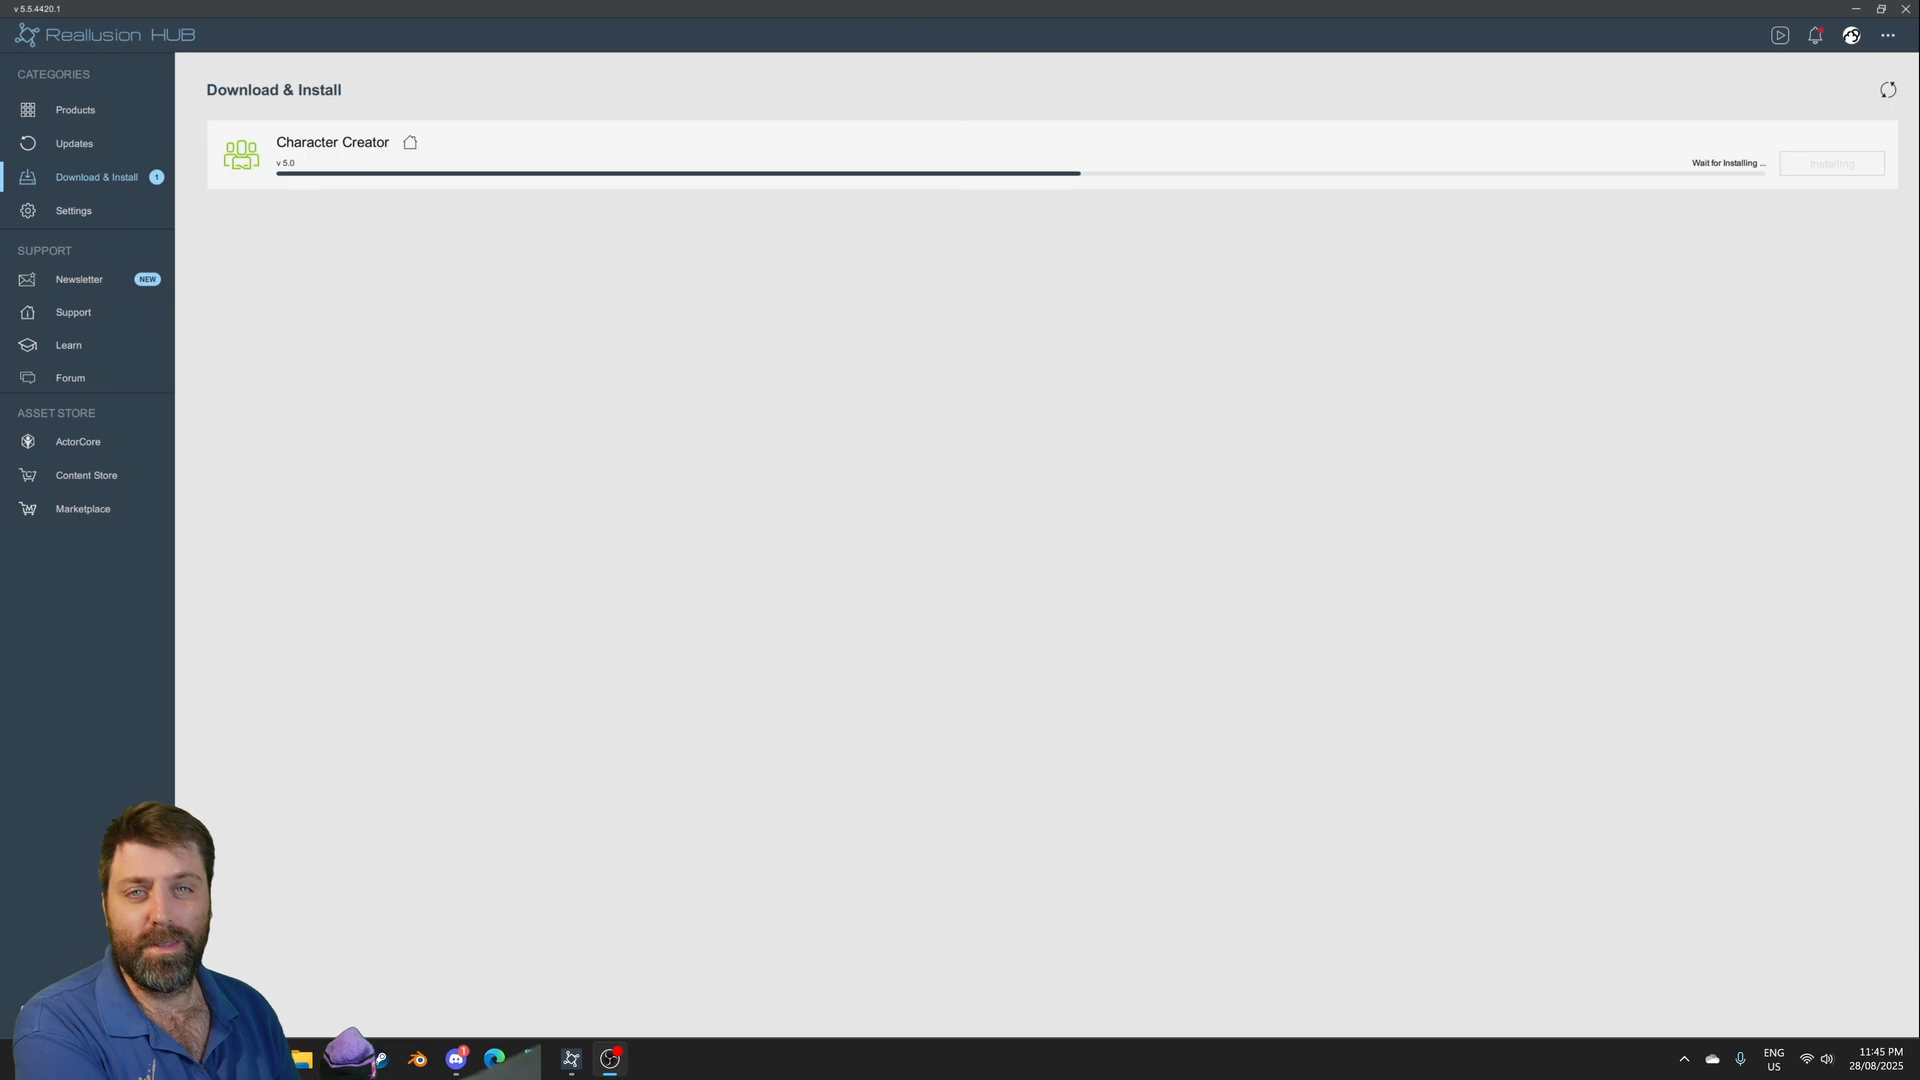 v 5.5.4420.1
Reallusion HUB
CATEGORIES
Products
Updates
Download & Install 1
Settings
SUPPORT
Newsletter NEW
Support
Learn
Forum
ASSET STORE
ActorCore
Content Store
Marketplace
Download & Install
Character Creator
v 5.0
Wait for Installing ...
Installing
1
ENG
US
11:45 PM
28/08/2025